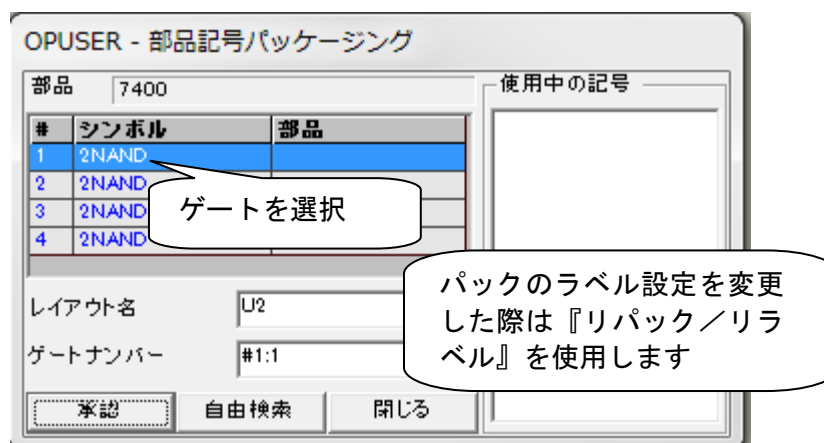 OPUSER - 部品記号パッケージング
部品 7400
使用中の記号
# シンボル 部品
1 2NAND
2 2NAND
3 2NAND
4 2NAND
ゲートを選択
パックのラベル設定を変更
した際は『リパック／リラ
ベル』を使用します
レイアウト名 U2
ゲートナンバー #1:1
承認 自由検索 閉じる